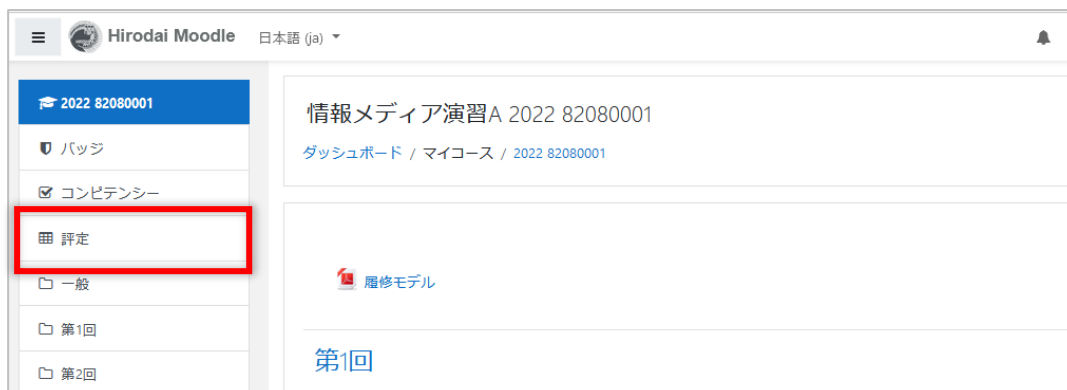 Hirodai Moodle 日本語 (ja)
2022 82080001
バッジ
コンピテンシー
評定
一般
第1回
第2回
情報メディア演習A 2022 82080001
ダッシュボード / マイコース / 2022 82080001
履修モデル
第1回